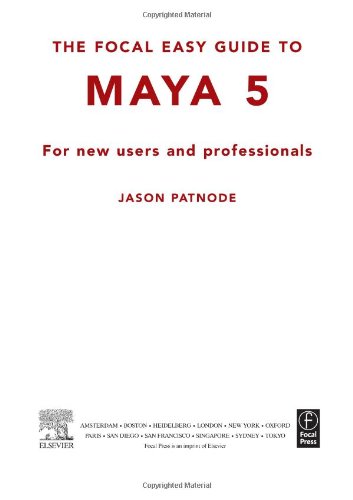 Copyrighted Material
THE FOCAL EASY GUIDE TO
MAYA 5
For new users and professionals
JASON PATNODE
ELSEVIER
AMSTERDAM • BOSTON • HEIDELBERG • LONDON • NEW YORK • OXFORD
PARIS • SAN DIEGO • SAN FRANCISCO • SINGAPORE • SYDNEY • TOKYO
Focal Press is an imprint of Elsevier
Focal
Press
Copyrighted Material